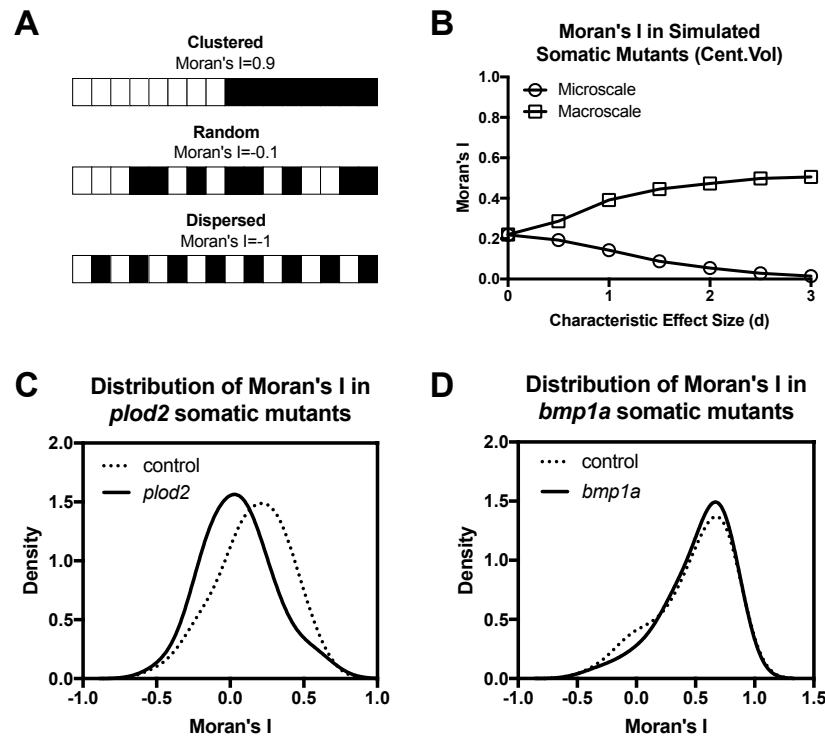 A
Clustered
Moran's I=0.9
Random
Moran's I=-0.1
Dispersed
Moran's I=-1
B
Moran's I in Simulated
Somatic Mutants (Cent.Vol)
Microscale
Macroscale
Moran's I
1.0
0.8
0.6
0.4
0.2
0.0
0 1 2 3
Characteristic Effect Size (d)
C
Distribution of Moran's I in
plod2 somatic mutants
control
plod2
Density
2.0
1.5
1.0
0.5
0.0
-1.0 -0.5 0.0 0.5 1.0
Moran's I
D
Distribution of Moran's I in
bmp1a somatic mutants
control
bmp1a
Density
2.0
1.5
1.0
0.5
0.0
-1.0 -0.5 0.0 0.5 1.0 1.5
Moran's I